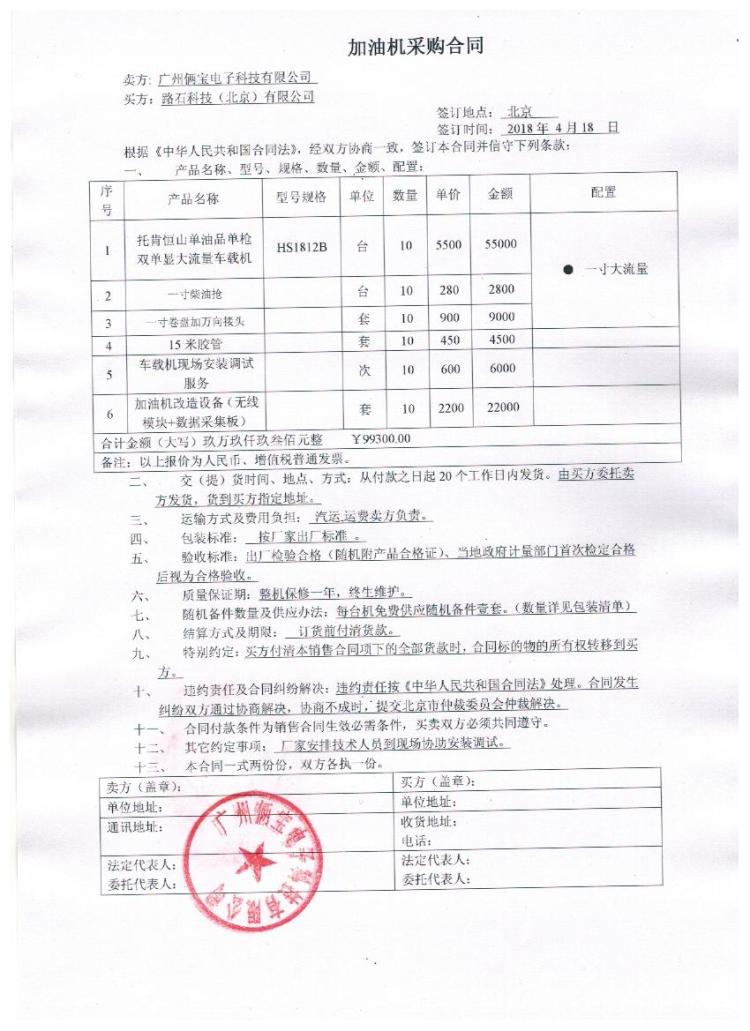 加油机采购合同
卖方: 广州俩宝电子科技有限公司
买方: 路石科技（北京）有限公司
签订地点： 北京
签订时间： 2018 年 4 月 18 日
根据《中华人民共和国合同法》，经双方协商一致，签订本合同并信守下列条款：
一、 产品名称、型号、规格、数量、金额、配置：
序号 产品名称 型号规格 单位 数量 单价 金额 配置
1 托肯恒山单油品单枪双单显大流量车载机 HS1812B 台 10 5500 55000 ● 一寸大流量
2 一寸柴油抢 台 10 280 2800
3 一寸卷盘加万向接头 套 10 900 9000
4 15 米胶管 套 10 450 4500
5 车载机现场安装调试服务 次 10 600 6000
6 加油机改造设备（无线模块+数据采集板） 套 10 2200 22000
合计金额（大写）玖万玖仟玖叁佰元整 ￥99300.00
备注：以上报价为人民币、增值税普通发票。
二、 交（提）货时间、地点、方式：从付款之日起 20 个工作日内发货。由买方委托卖
方发货，货到买方指定地址。
三、 运输方式及费用负担： 汽运,运费卖方负责。
四、 包装标准： 按厂家出厂标准 。
五、 验收标准：出厂检验合格（随机附产品合格证）、当地政府计量部门首次检定合格
后视为合格验收。
六、 质量保证期：整机保修一年，终生维护。
七、 随机备件数量及供应办法：每台机免费供应随机备件壹套。（数量详见包装清单）
八、 结算方式及期限： 订货前付清货款。
九、 特别约定：买方付清本销售合同项下的全部货款时，合同标的物的所有权转移到买
方。
十、 违约责任及合同纠纷解决：违约责任按《中华人民共和国合同法》处理。合同发生
纠纷双方通过协商解决，协商不成时，提交北京市仲裁委员会仲裁解决。
十一、 合同付款条件为销售合同生效必需条件，买卖双方必须共同遵守。
十二、 其它约定事项： 厂家安排技术人员到现场协助安装调试。
十三、 本合同一式两份份，双方各执一份。
卖方（盖章）： 买方（盖章）：
单位地址： 单位地址：
通讯地址： 收货地址：
电话：
法定代表人： 法定代表人：
委托代表人： 委托代表人：
广州俩宝电子科技有限公司